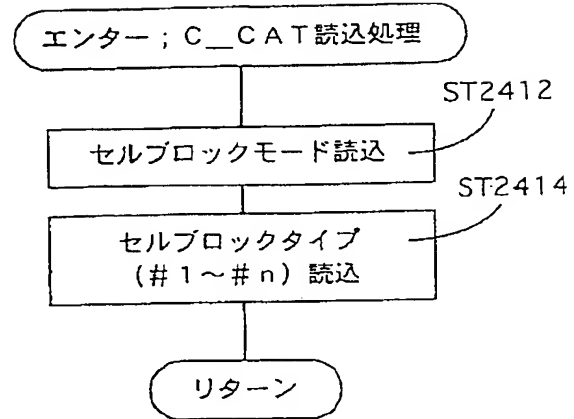 エンター；C＿CAT読込処理
ST2412
セルブロックモード読込
ST2414
セルブロックタイプ
（＃1～＃n）読込
リターン